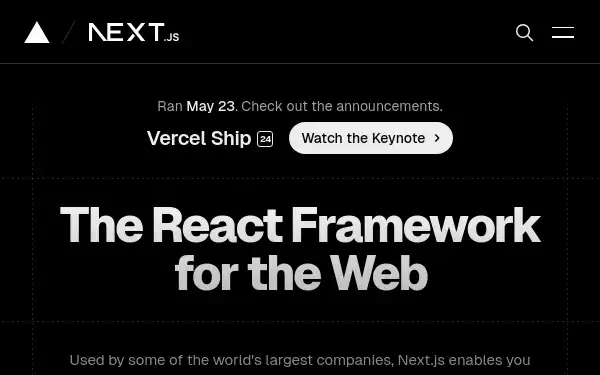 NEXT.JS
Ran May 23. Check out the announcements.
Vercel Ship 24 Watch the Keynote
The React Framework
for the Web
Used by some of the world's largest companies, Next.js enables you